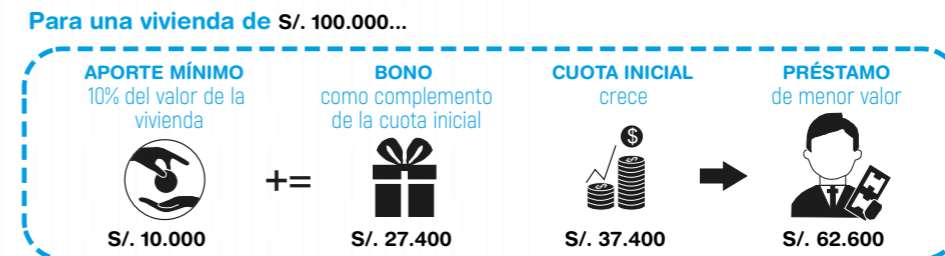 Para una vivienda de S/. 100.000...
APORTE MÍNIMO
10% del valor de la
vivienda
S/. 10.000
+=
BONO
como complemento
de la cuota inicial
S/. 27.400
CUOTA INICIAL
crece
$
S/. 37.400
PRÉSTAMO
de menor valor
S/. 62.600